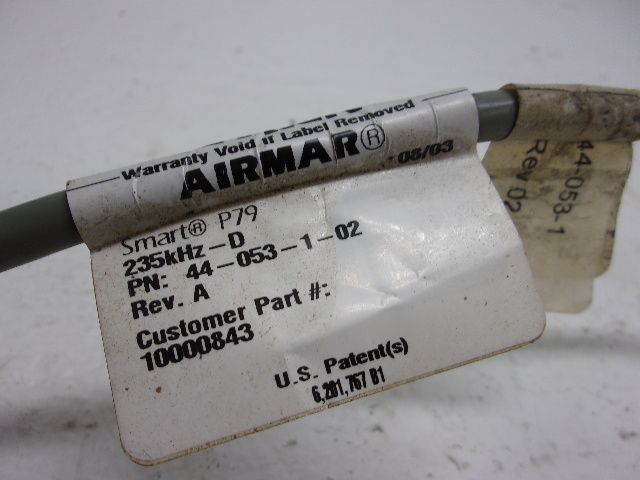 Warranty Void if Label Removed
AIRMAR®
08/03
Smart® P79
235kHz-D
PN: 44-053-1-02
Rev. A
Customer Part #:
10000843
U.S. Patent(s)
6,281,767 B1
44-053-1
Rev 02